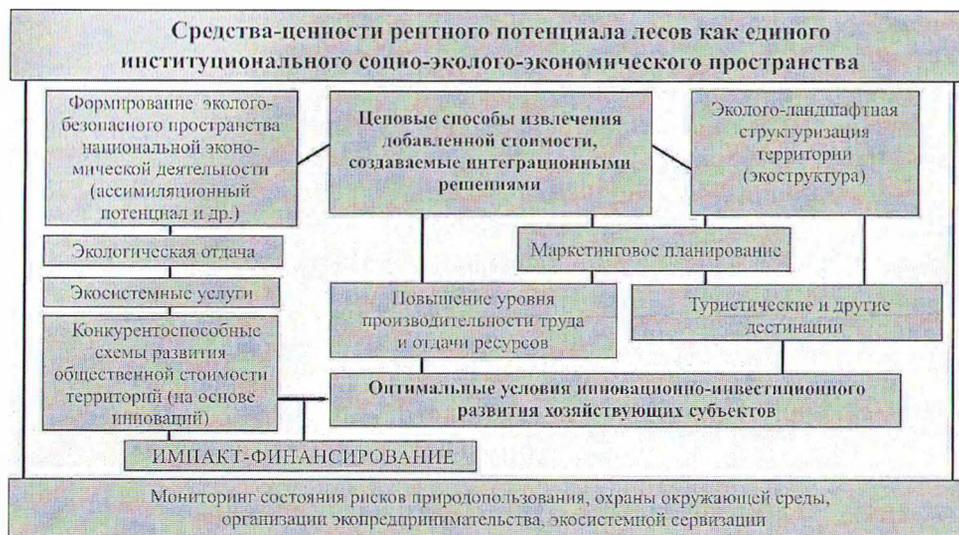 Средства-ценности рентного потенциала лесов как единого
институционального социо-эколого-экономического пространства
Формирование эколого-
безопасного пространства
национальной эконо-
мической деятельности
(ассимиляционный
потенциал и др.)
Ценовые способы извлечения
добавленной стоимости,
создаваемые интеграционными
решениями
Эколого-ландшафтная
структуризация
территории
(экоструктура)
Экологическая отдача
Маркетинговое планирование
Экосистемные услуги
Повышение уровня
производительности труда
и отдачи ресурсов
Туристические и другие
дестинации
Конкурентоспособные
схемы развития
общественной стоимости
территорий (на основе
инноваций)
Оптимальные условия инновационно-инвестиционного
развития хозяйствующих субъектов
ИМПАКТ-ФИНАНСИРОВАНИЕ
Мониторинг состояния рисков природопользования, охраны окружающей среды,
организации экопредпринимательства, экосистемной сервизации